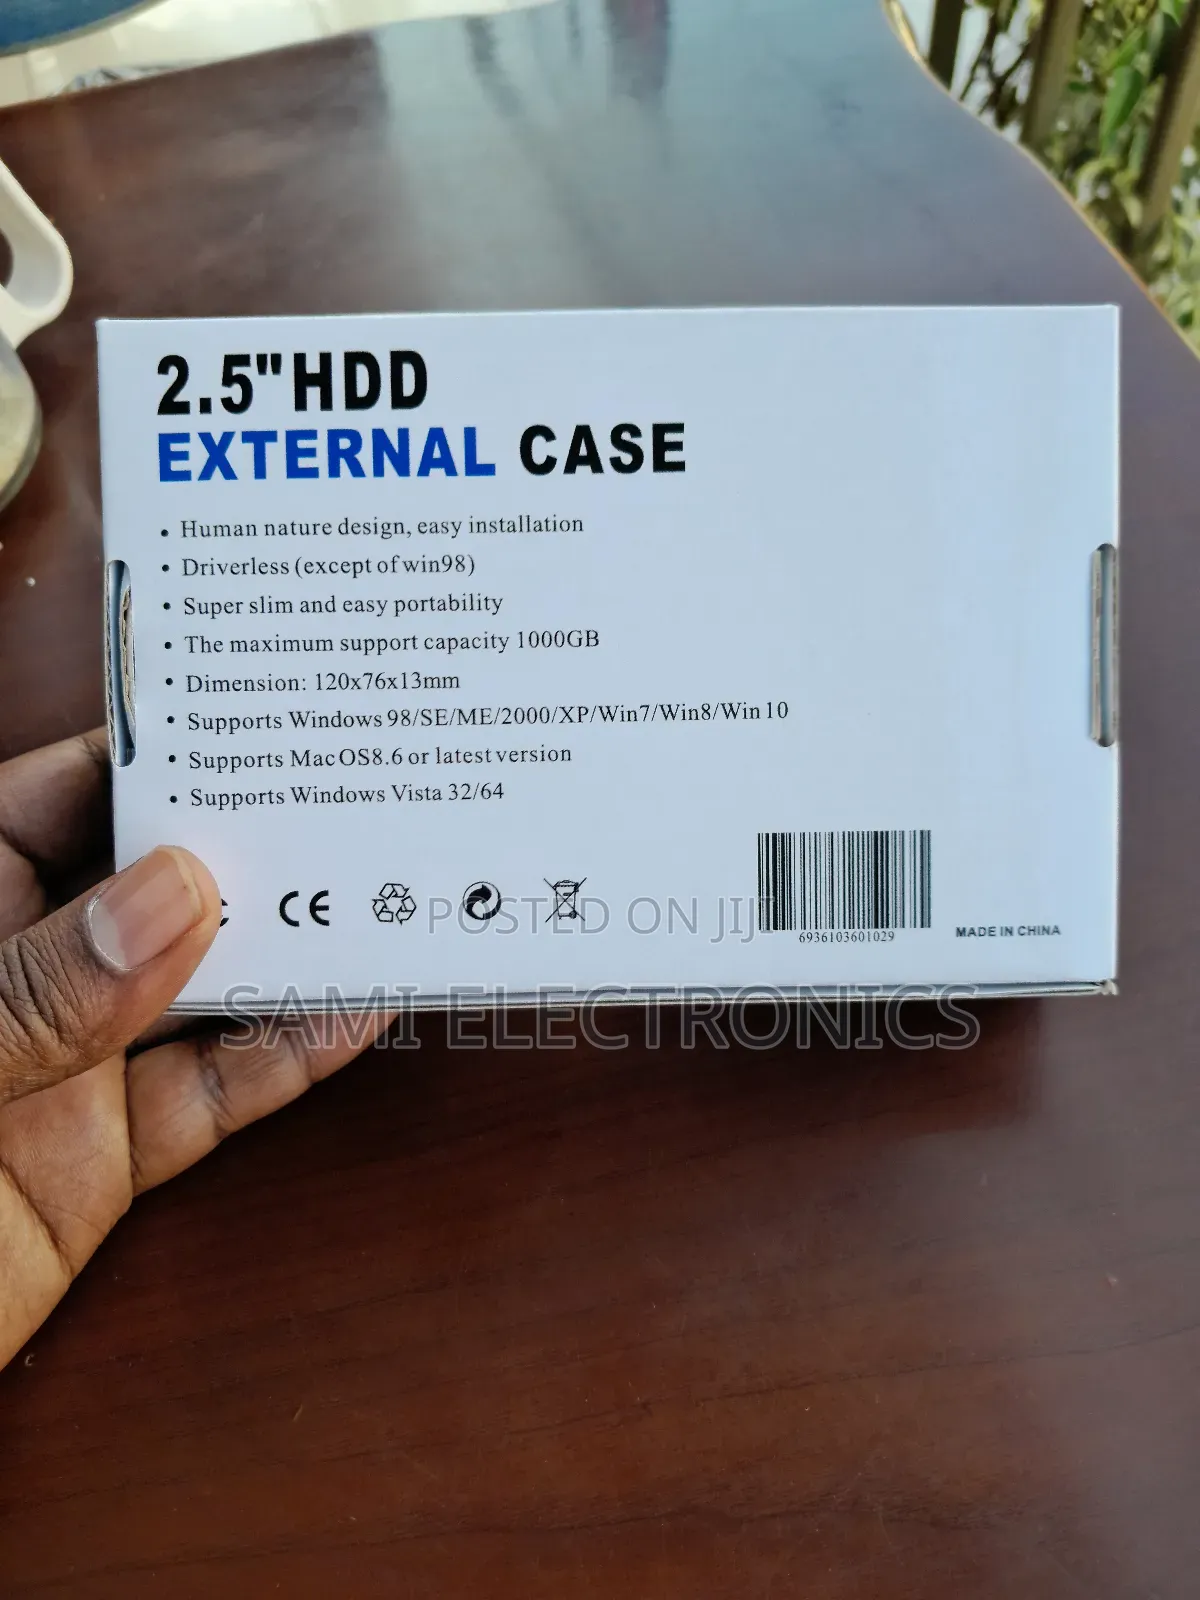 2.5"HDD
EXTERNAL CASE
• Human nature design, easy installation
• Driverless (except of win98)
• Super slim and easy portability
• The maximum support capacity 1000GB
• Dimension: 120x76x13mm
• Supports Windows 98/SE/ME/2000/XP/Win7/Win8/Win 10
• Supports Mac OS8.6 or latest version
• Supports Windows Vista 32/64
CE
6936103601029
MADE IN CHINA
POSTED ON JIJI
SAMI ELECTRONICS